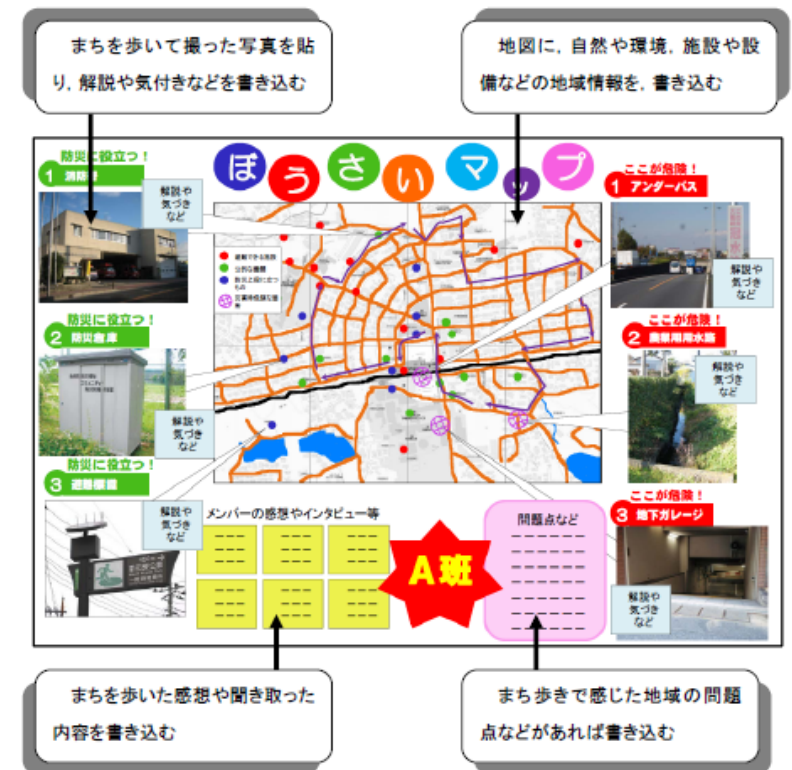 まちを歩いて撮った写真を貼
り，解説や気付きなどを書き込む
地図に，自然や環境，施設や設
備などの地域情報を，書き込む
ぼうさいマップ
防災に役立つ！
1 消防署
解説や
気づき
など
防災に役立つ！
2 防災倉庫
解説や
気づき
など
防災に役立つ！
3
解説や
気づき
など
避難できる施設
公的な機関
ここが危険！
1 アンダーパス
解説や
気づき
など
ここが危険！
2 農業用用水路
解説や
気づき
など
ここが危険！
3 地下ガレージ
解説や
気づき
など
メンバーの感想やインタビュー等
A班
問題点など
まちを歩いた感想や聞き取った
内容を書き込む
まち歩きで感じた地域の問題
点などがあれば書き込む